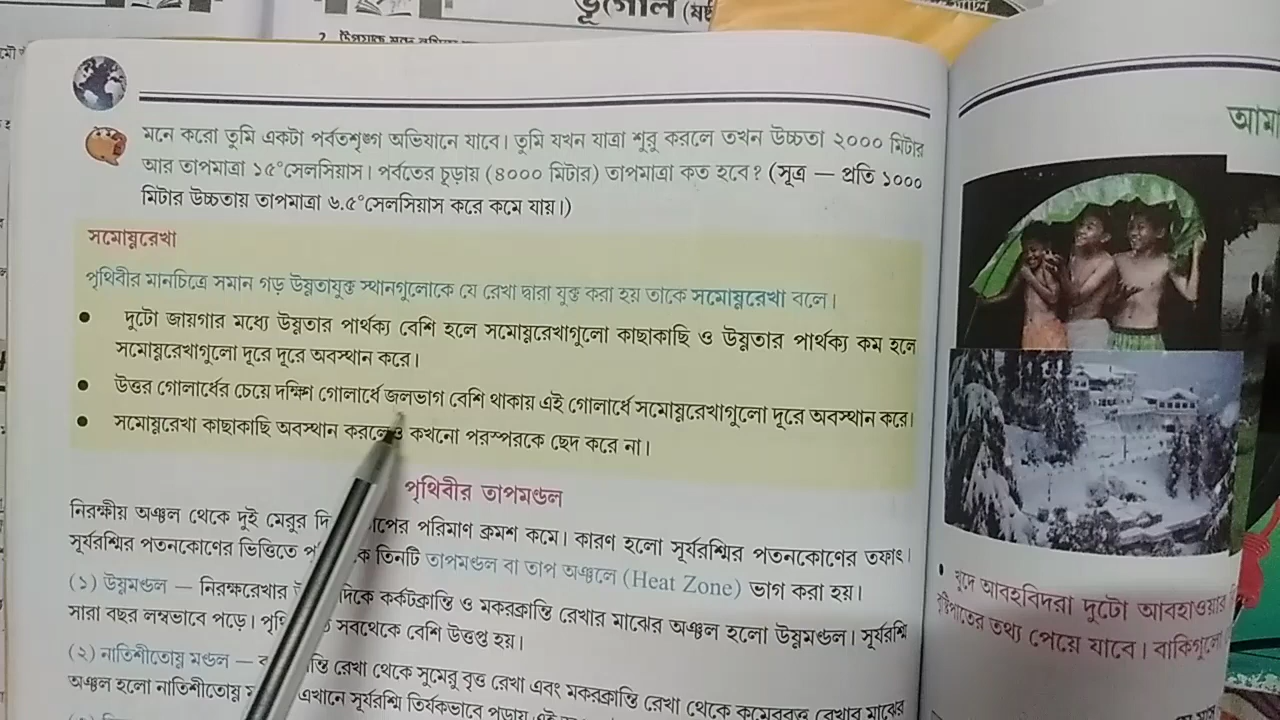 ভূগোল (ষষ্ঠ
মনে করো তুমি একটা পর্বতশৃঙ্গ অভিযানে যাবে। তুমি যখন যাত্রা শুরু করলে তখন উচ্চতা ২০০০ মিটার
আর তাপমাত্রা ১৫° সেলসিয়াস। পর্বতের চূড়ায় (৪০০০ মিটার) তাপমাত্রা কত হবে? (সূত্র — প্রতি ১০০০
মিটার উচ্চতায় তাপমাত্রা ৬.৫° সেলসিয়াস করে কমে যায়।)
সমোষ্ণরেখা
পৃথিবীর মানচিত্রে সমান গড় উষ্ণতাযুক্ত স্থানগুলোকে যে রেখা দ্বারা যুক্ত করা হয় তাকে সমোষ্ণরেখা বলে।
• দুটো জায়গার মধ্যে উষ্ণতার পার্থক্য বেশি হলে সমোষ্ণরেখাগুলো কাছাকাছি ও উষ্ণতার পার্থক্য কম হলে
সমোষ্ণরেখাগুলো দূরে দূরে অবস্থান করে।
• উত্তর গোলার্ধের চেয়ে দক্ষিণ গোলার্ধে জলভাগ বেশি থাকায় এই গোলার্ধে সমোষ্ণরেখাগুলো দূরে অবস্থান করে।
• সমোষ্ণরেখা কাছাকাছি অবস্থান করলেও কখনো পরস্পরকে ছেদ করে না।
পৃথিবীর তাপমণ্ডল
নিরক্ষীয় অঞ্চল থেকে দুই মেরুর দি পের পরিমাণ ক্রমশ কমে। কারণ হলো সূর্যরশ্মির পতনকোণের তফাৎ।
সূর্যরশ্মির পতনকোণের ভিত্তিতে তিনটি তাপমণ্ডল বা তাপ অঞ্চলে (Heat Zone) ভাগ করা হয়।
(১) উষ্ণমণ্ডল — নিরক্ষরেখার দিকে কর্কটক্রান্তি ও মকরক্রান্তি রেখার মাঝের অঞ্চল হলো উষ্ণমণ্ডল। সূর্যরশ্মি
সারা বছর লম্বভাবে পড়ে। সবথেকে বেশি উত্তপ্ত হয়।
(২) নাতিশীতোষ্ণ মণ্ডল — রেখা থেকে সুমেরু বৃত্ত রেখা এবং মকরক্রান্তি রেখা থেকে কুমেরুবৃত্ত রেখার মাঝের
অঞ্চল হলো নাতিশীতোষ্ণ এখানে সূর্যরশ্মি তির্যকভাবে পড়ায় এই
আমা
• খুদে আবহবিদরা দুটো আবহাওয়ার
বৃষ্টিপাতের তথ্য পেয়ে যাবে। বাকিগুলো